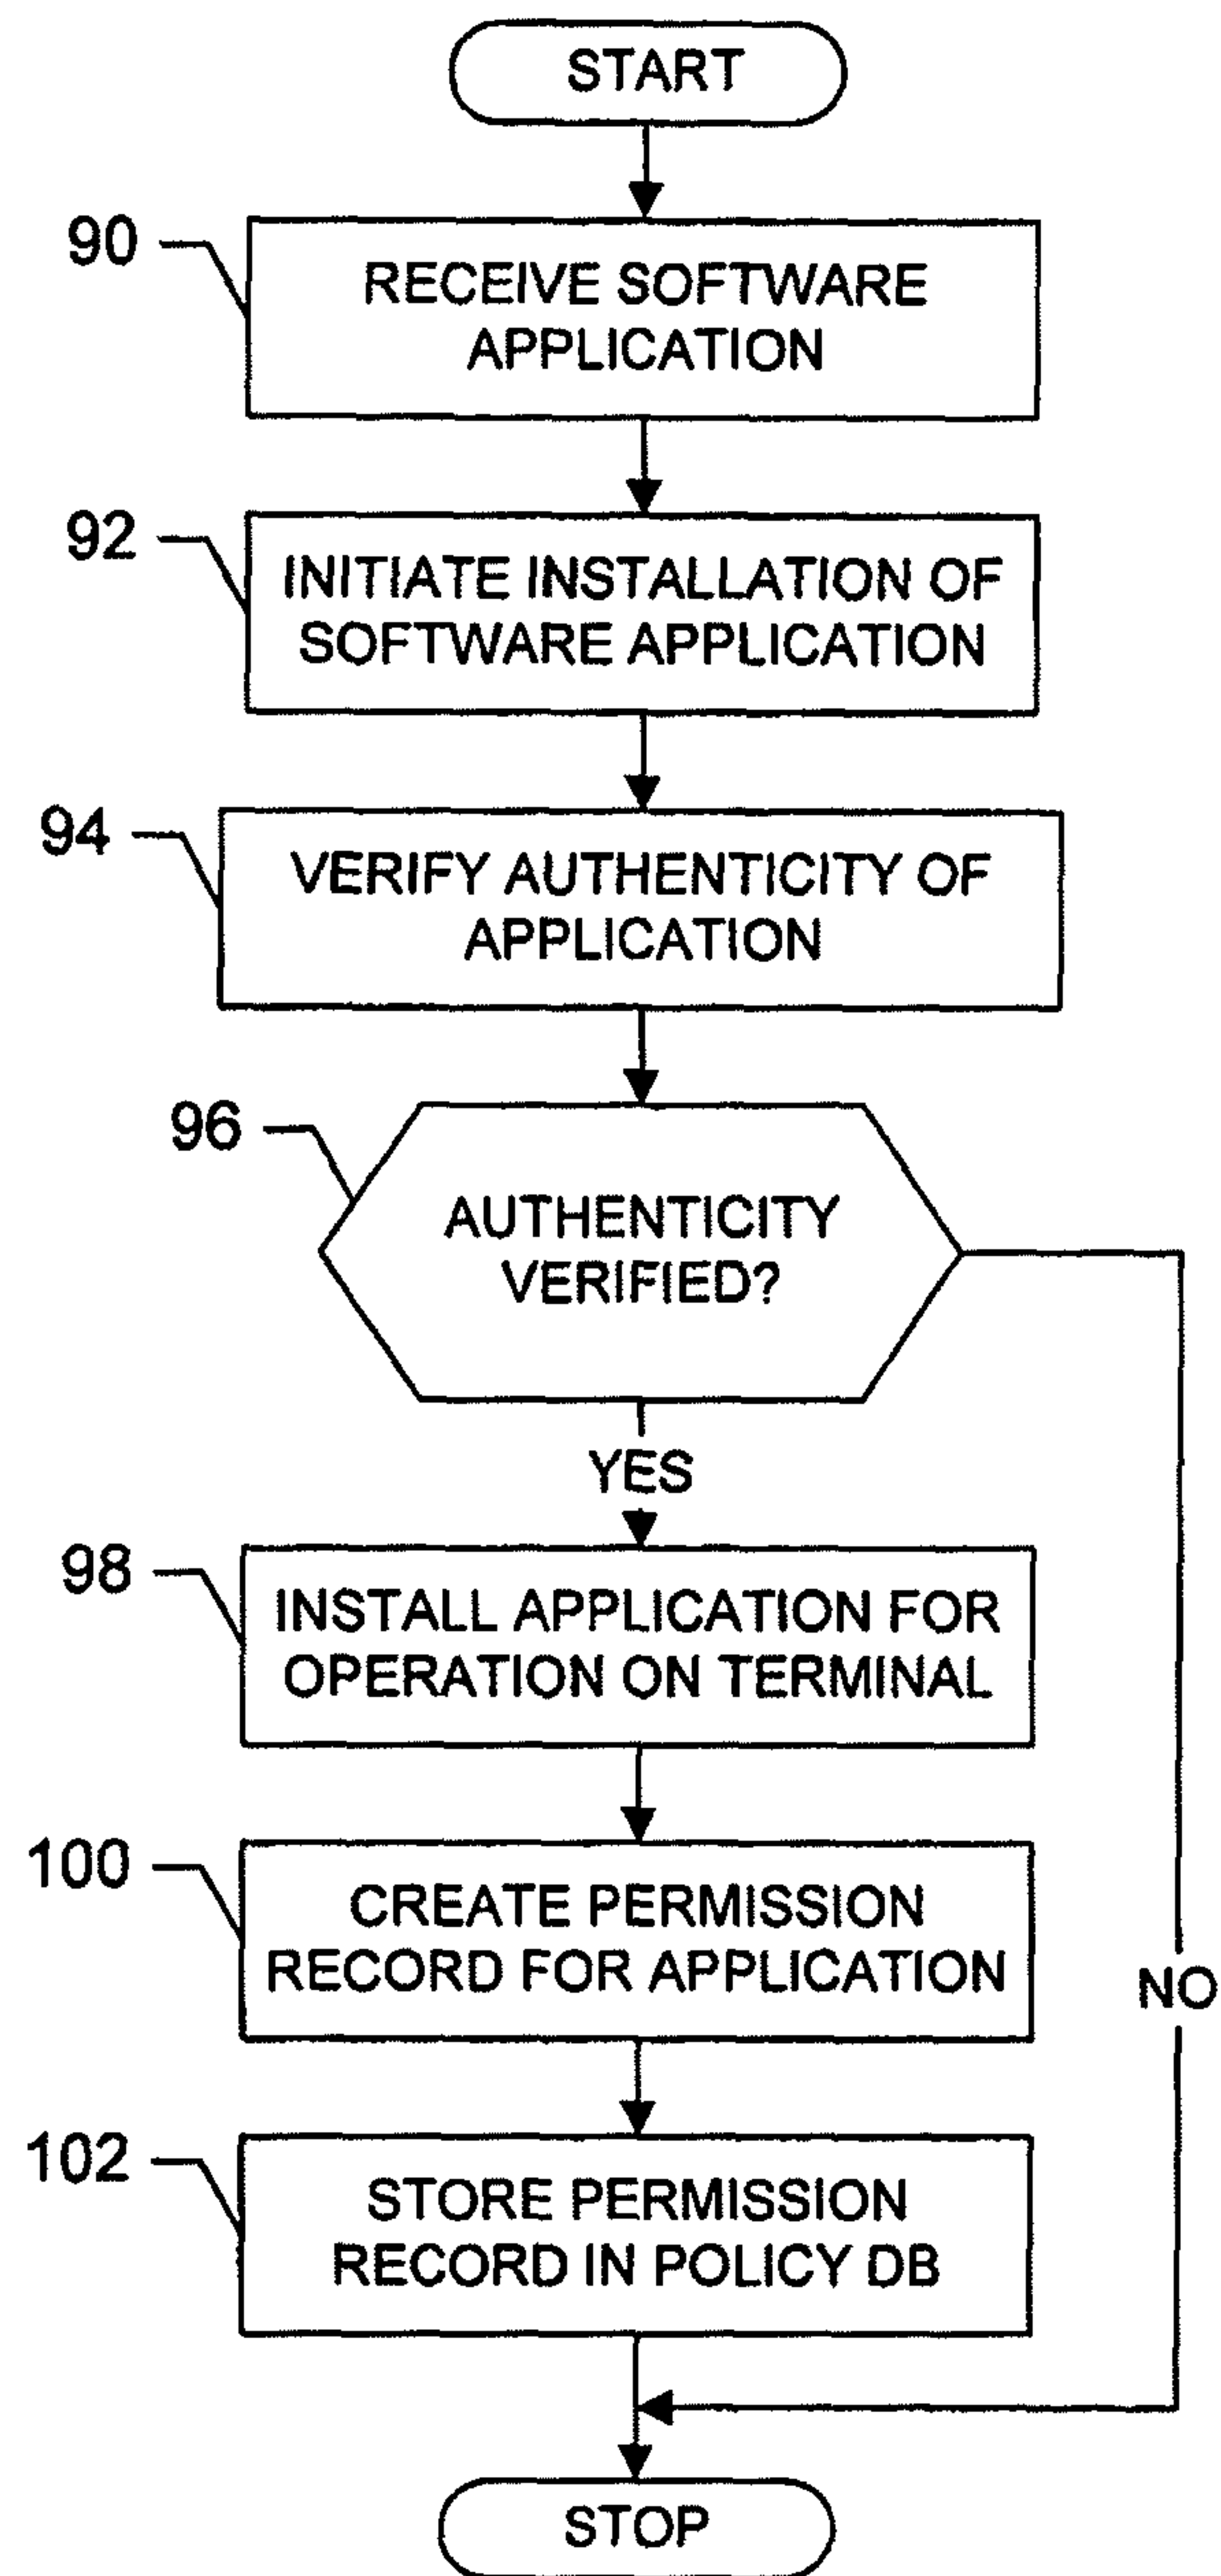 START
90
RECEIVE SOFTWARE
APPLICATION
92
INITIATE INSTALLATION OF
SOFTWARE APPLICATION
94
VERIFY AUTHENTICITY OF
APPLICATION
96
AUTHENTICITY
VERIFIED?
YES
98
INSTALL APPLICATION FOR
OPERATION ON TERMINAL
100
CREATE PERMISSION
RECORD FOR APPLICATION
NO
102
STORE PERMISSION
RECORD IN POLICY DB
STOP